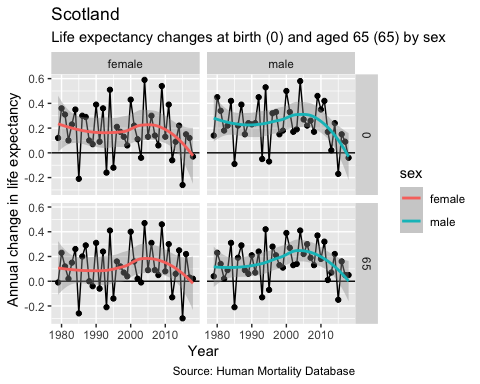 Scotland
Life expectancy changes at birth (0) and aged 65 (65) by sex
female
male
Annual change in life expectancy
0.6
0.4
0.2
0.0
-0.2
0
0.6
0.4
0.2
0.0
-0.2
65
1980 1990 2000 2010
1980 1990 2000 2010
Year
sex
female
male
Source: Human Mortality Database